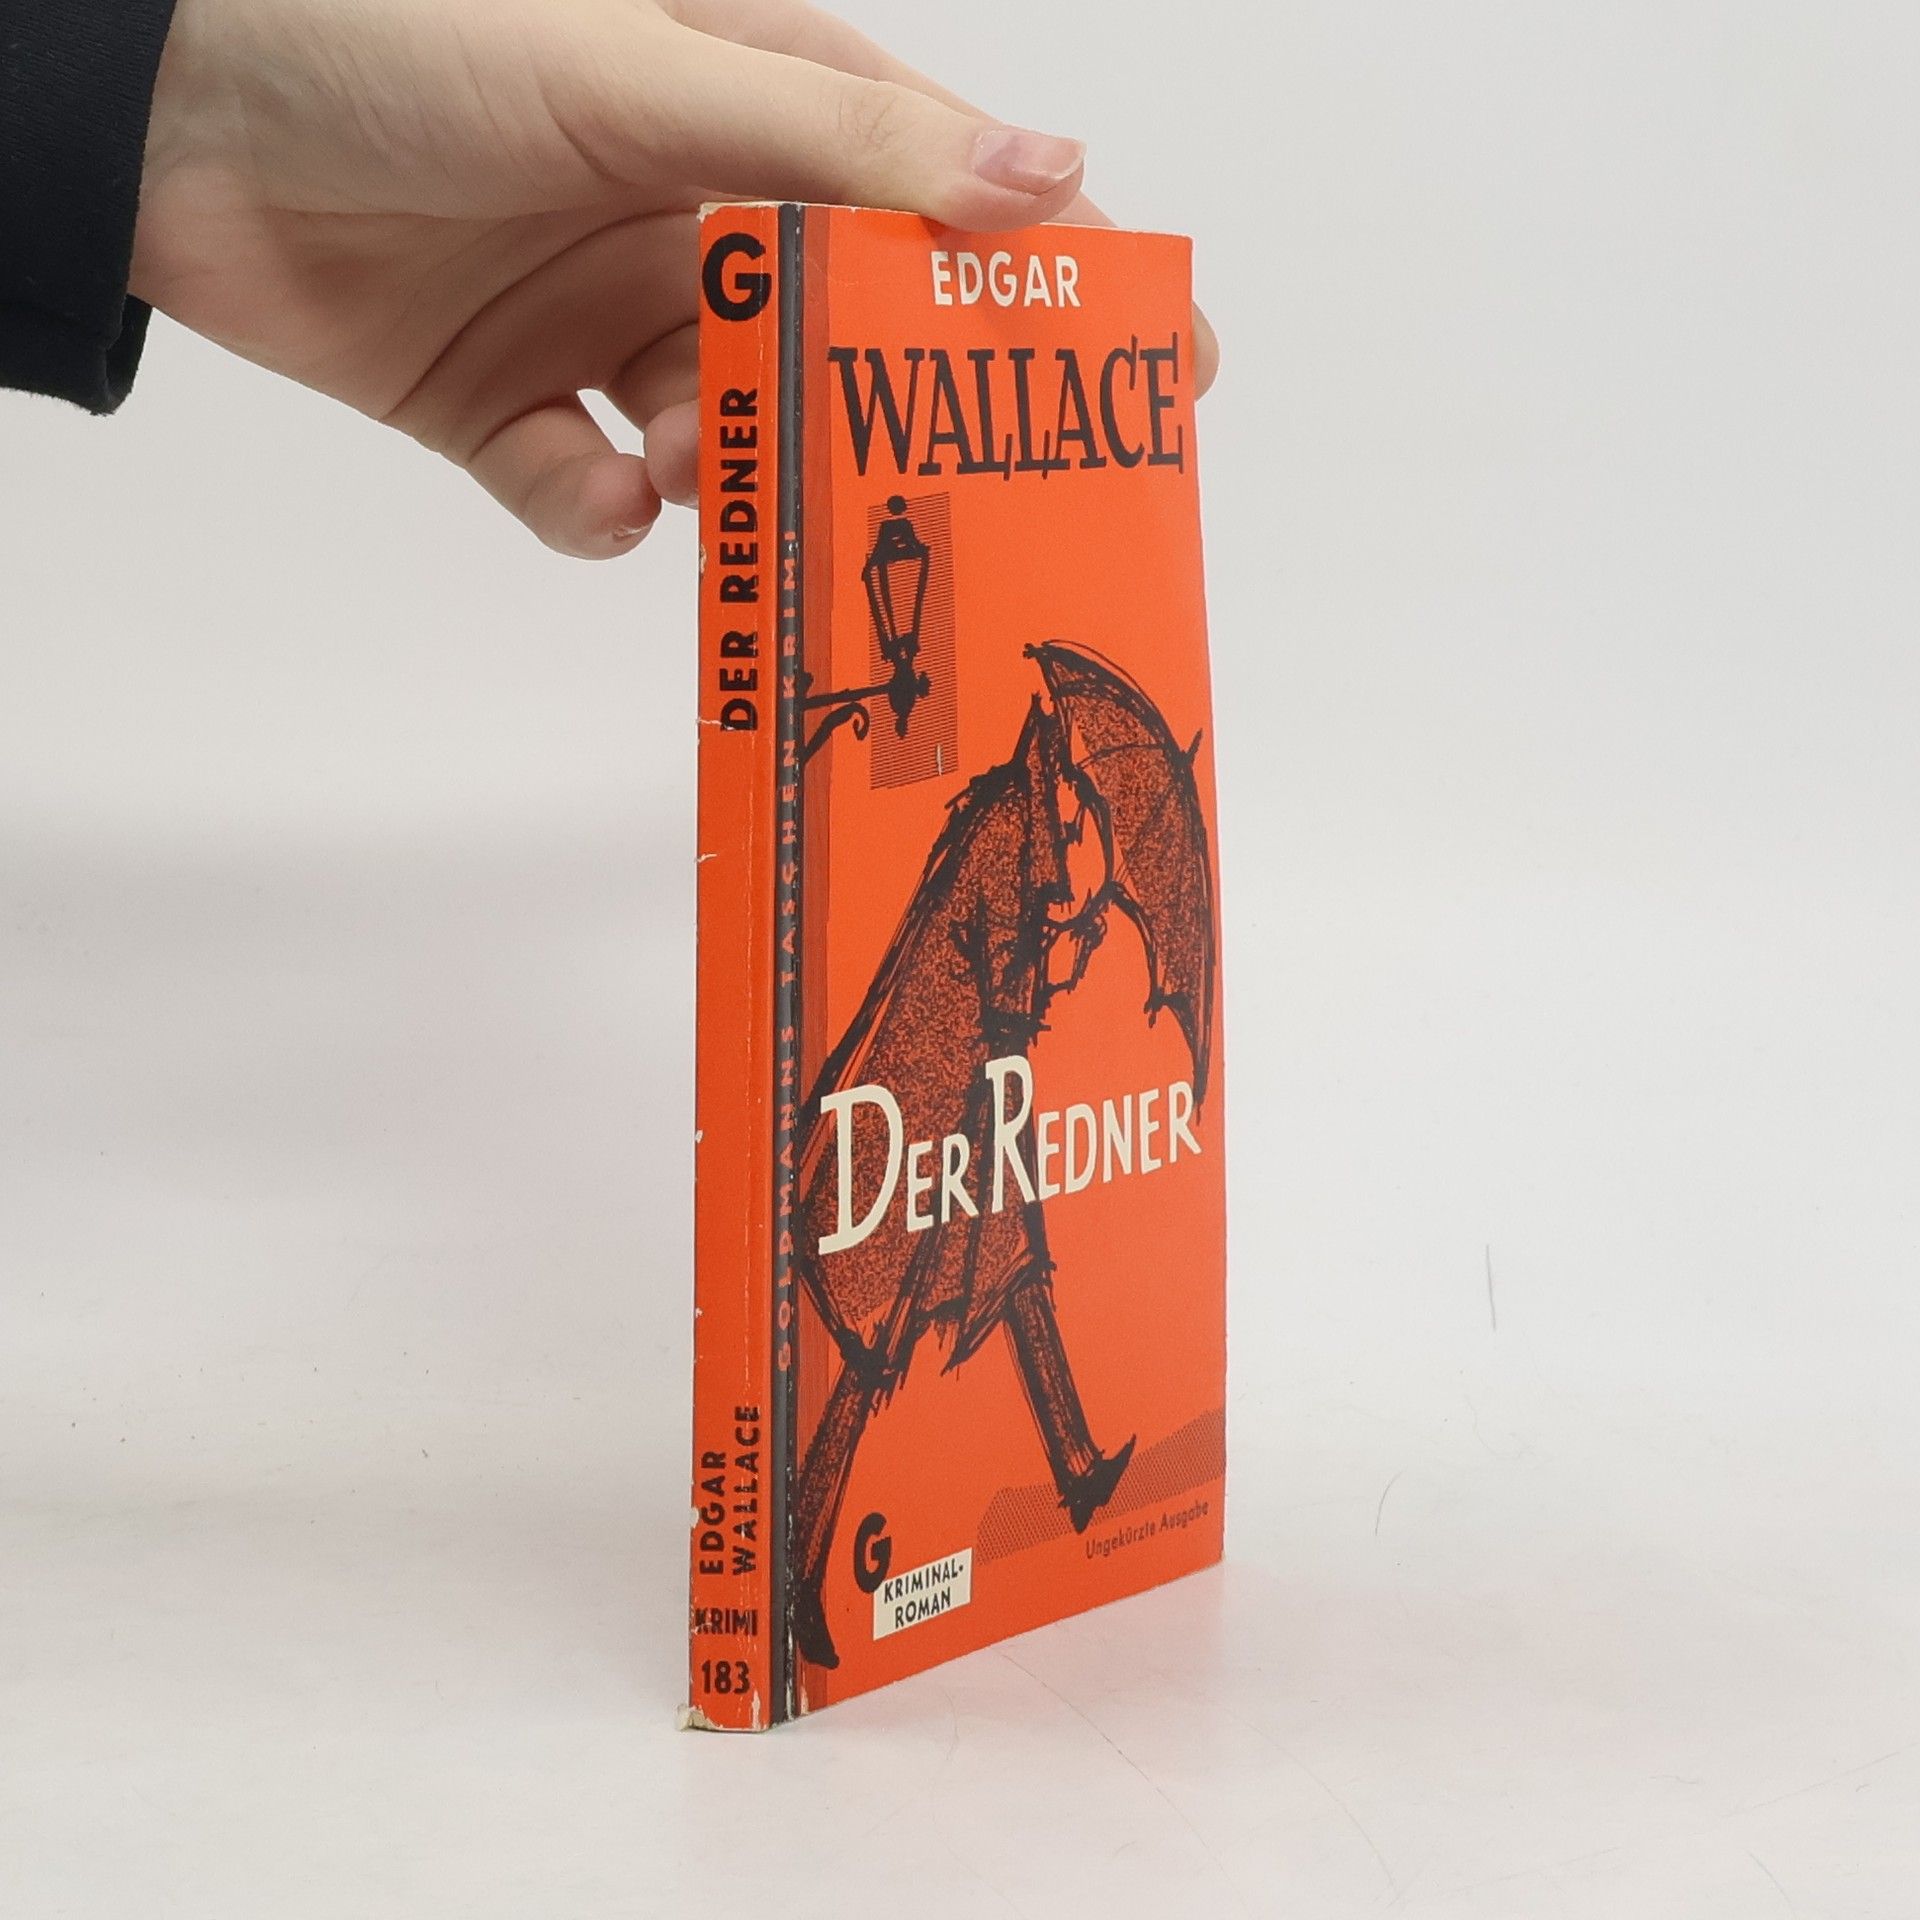 G
DER REDNER
EDGAR
WALLACE
KRIMI
183
GOLDMANNS TASCHEN-KRIMI
EDGAR
WALLACE
DER REDNER
G
KRIMINAL-
ROMAN
Ungekürzte Ausgabe